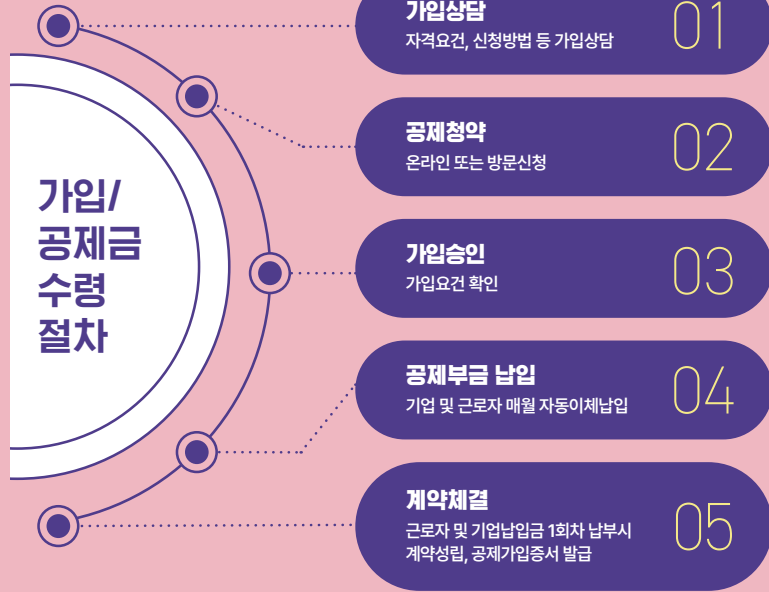 가입/
공제금
수령
절차
가입상담
자격요건, 신청방법 등 가입상담
01
공제청약
온라인 또는 방문신청
02
가입승인
가입요건 확인
03
공제부금 납입
기업 및 근로자 매월 자동이체납입
04
계약체결
근로자 및 기업납입금 1회차 납부시
계약성립, 공제가입증서 발급
05